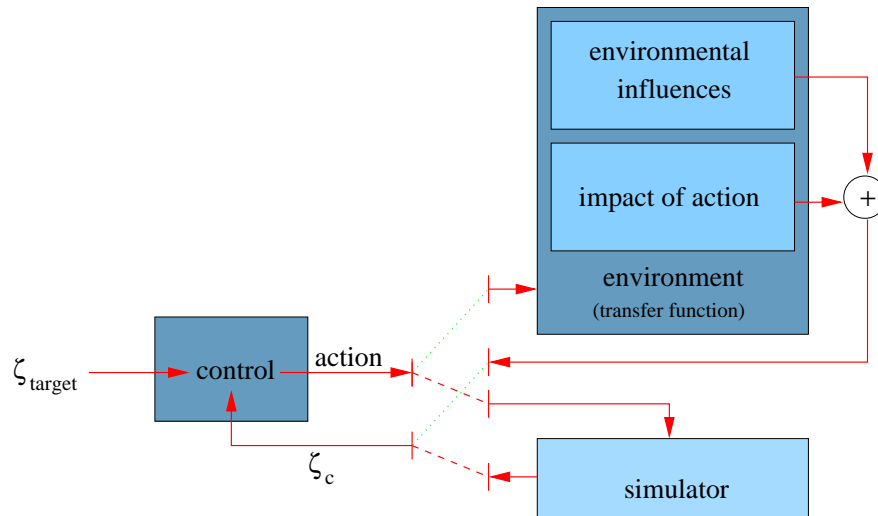 environmental
influences
impact of action
+
environment
(transfer function)
action
control
ζtarget
ζc
simulator